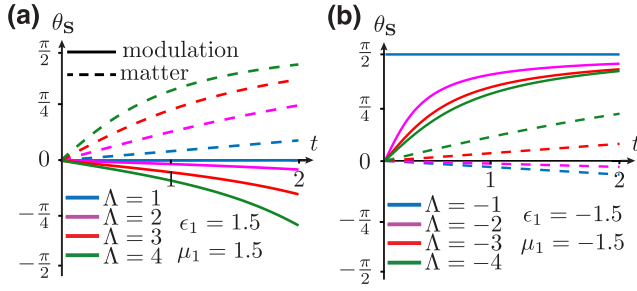 (a)
θₛ
π/2
π/4
0
−π/4
−π/2
modulation
matter
t
1
2
Λ = 1
Λ = 2
Λ = 3
Λ = 4
ϵ₁ = 1.5
μ₁ = 1.5
(b)
θₛ
π/2
π/4
0
−π/4
−π/2
t
1
2
Λ = −1
Λ = −2
Λ = −3
Λ = −4
ϵ₁ = −1.5
μ₁ = −1.5